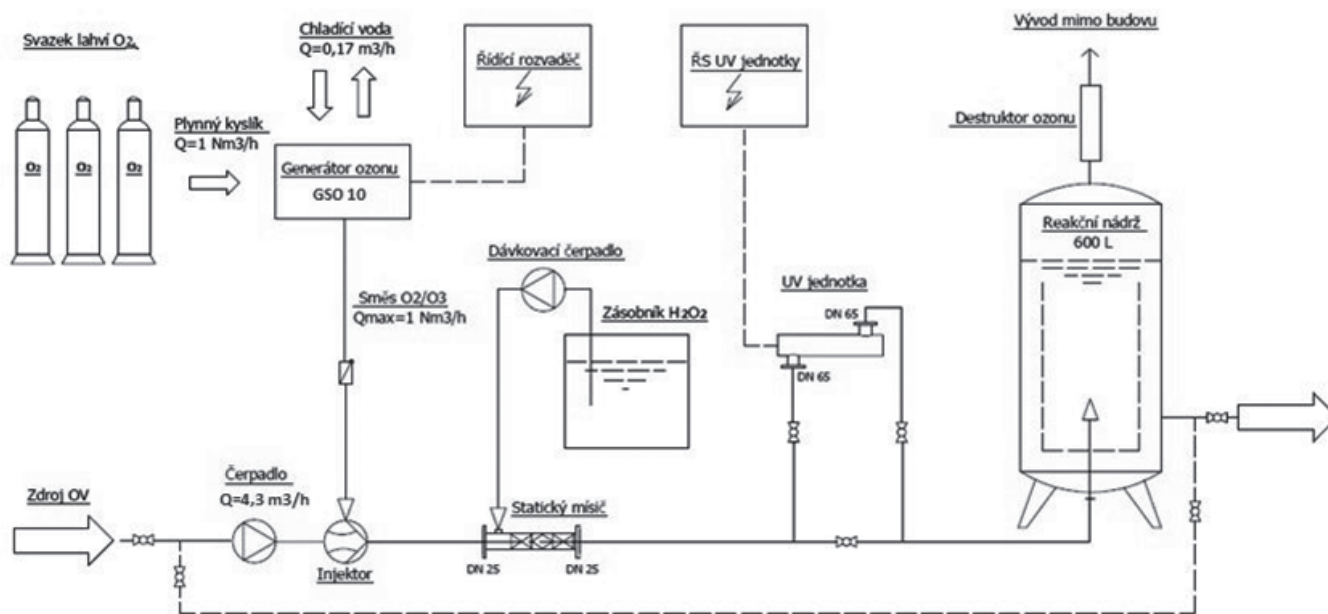 Svazek lahví O₂,
O₂
O₂
O₂
Plynný kyslík
Q=1 Nm3/h
Chladící voda
Q=0,17 m3/h
Generátor ozonu
GSO 10
Řídící rozvaděč
ŘS UV jednotky
Vývod mimo budovu
Destruktor ozonu
Reakční nádrž
600 L
Směs O2/O3
Qmax=1 Nm3/h
Dávkovací čerpadlo
Zásobník H₂O₂
UV jednotka
DN 65
DN 65
Zdroj OV
Čerpadlo
Q=4,3 m3/h
Injektor
Statický mísič
DN 25
DN 25